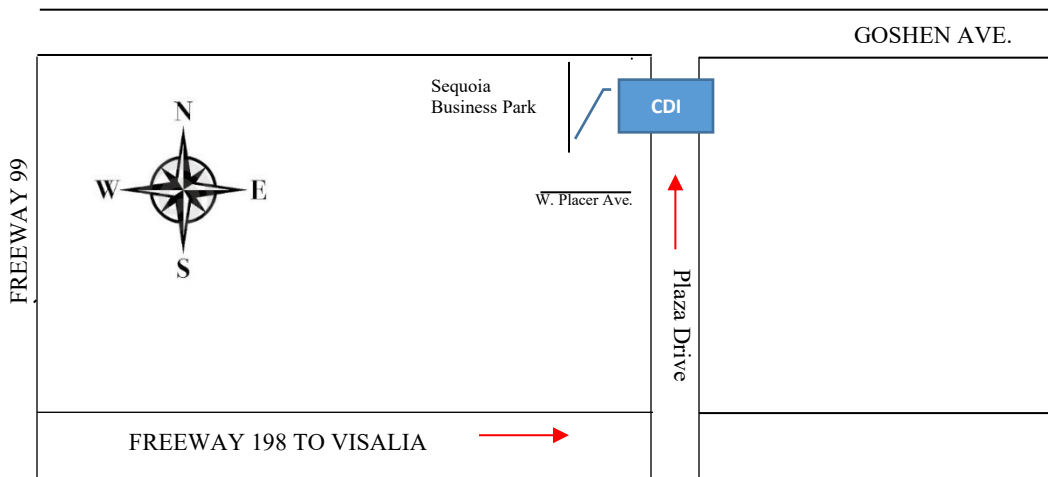 GOSHEN AVE.
Sequoia
Business Park
CDI
N
W
E
S
W. Placer Ave.
FREEWAY 99
Plaza Drive
FREEWAY 198 TO VISALIA